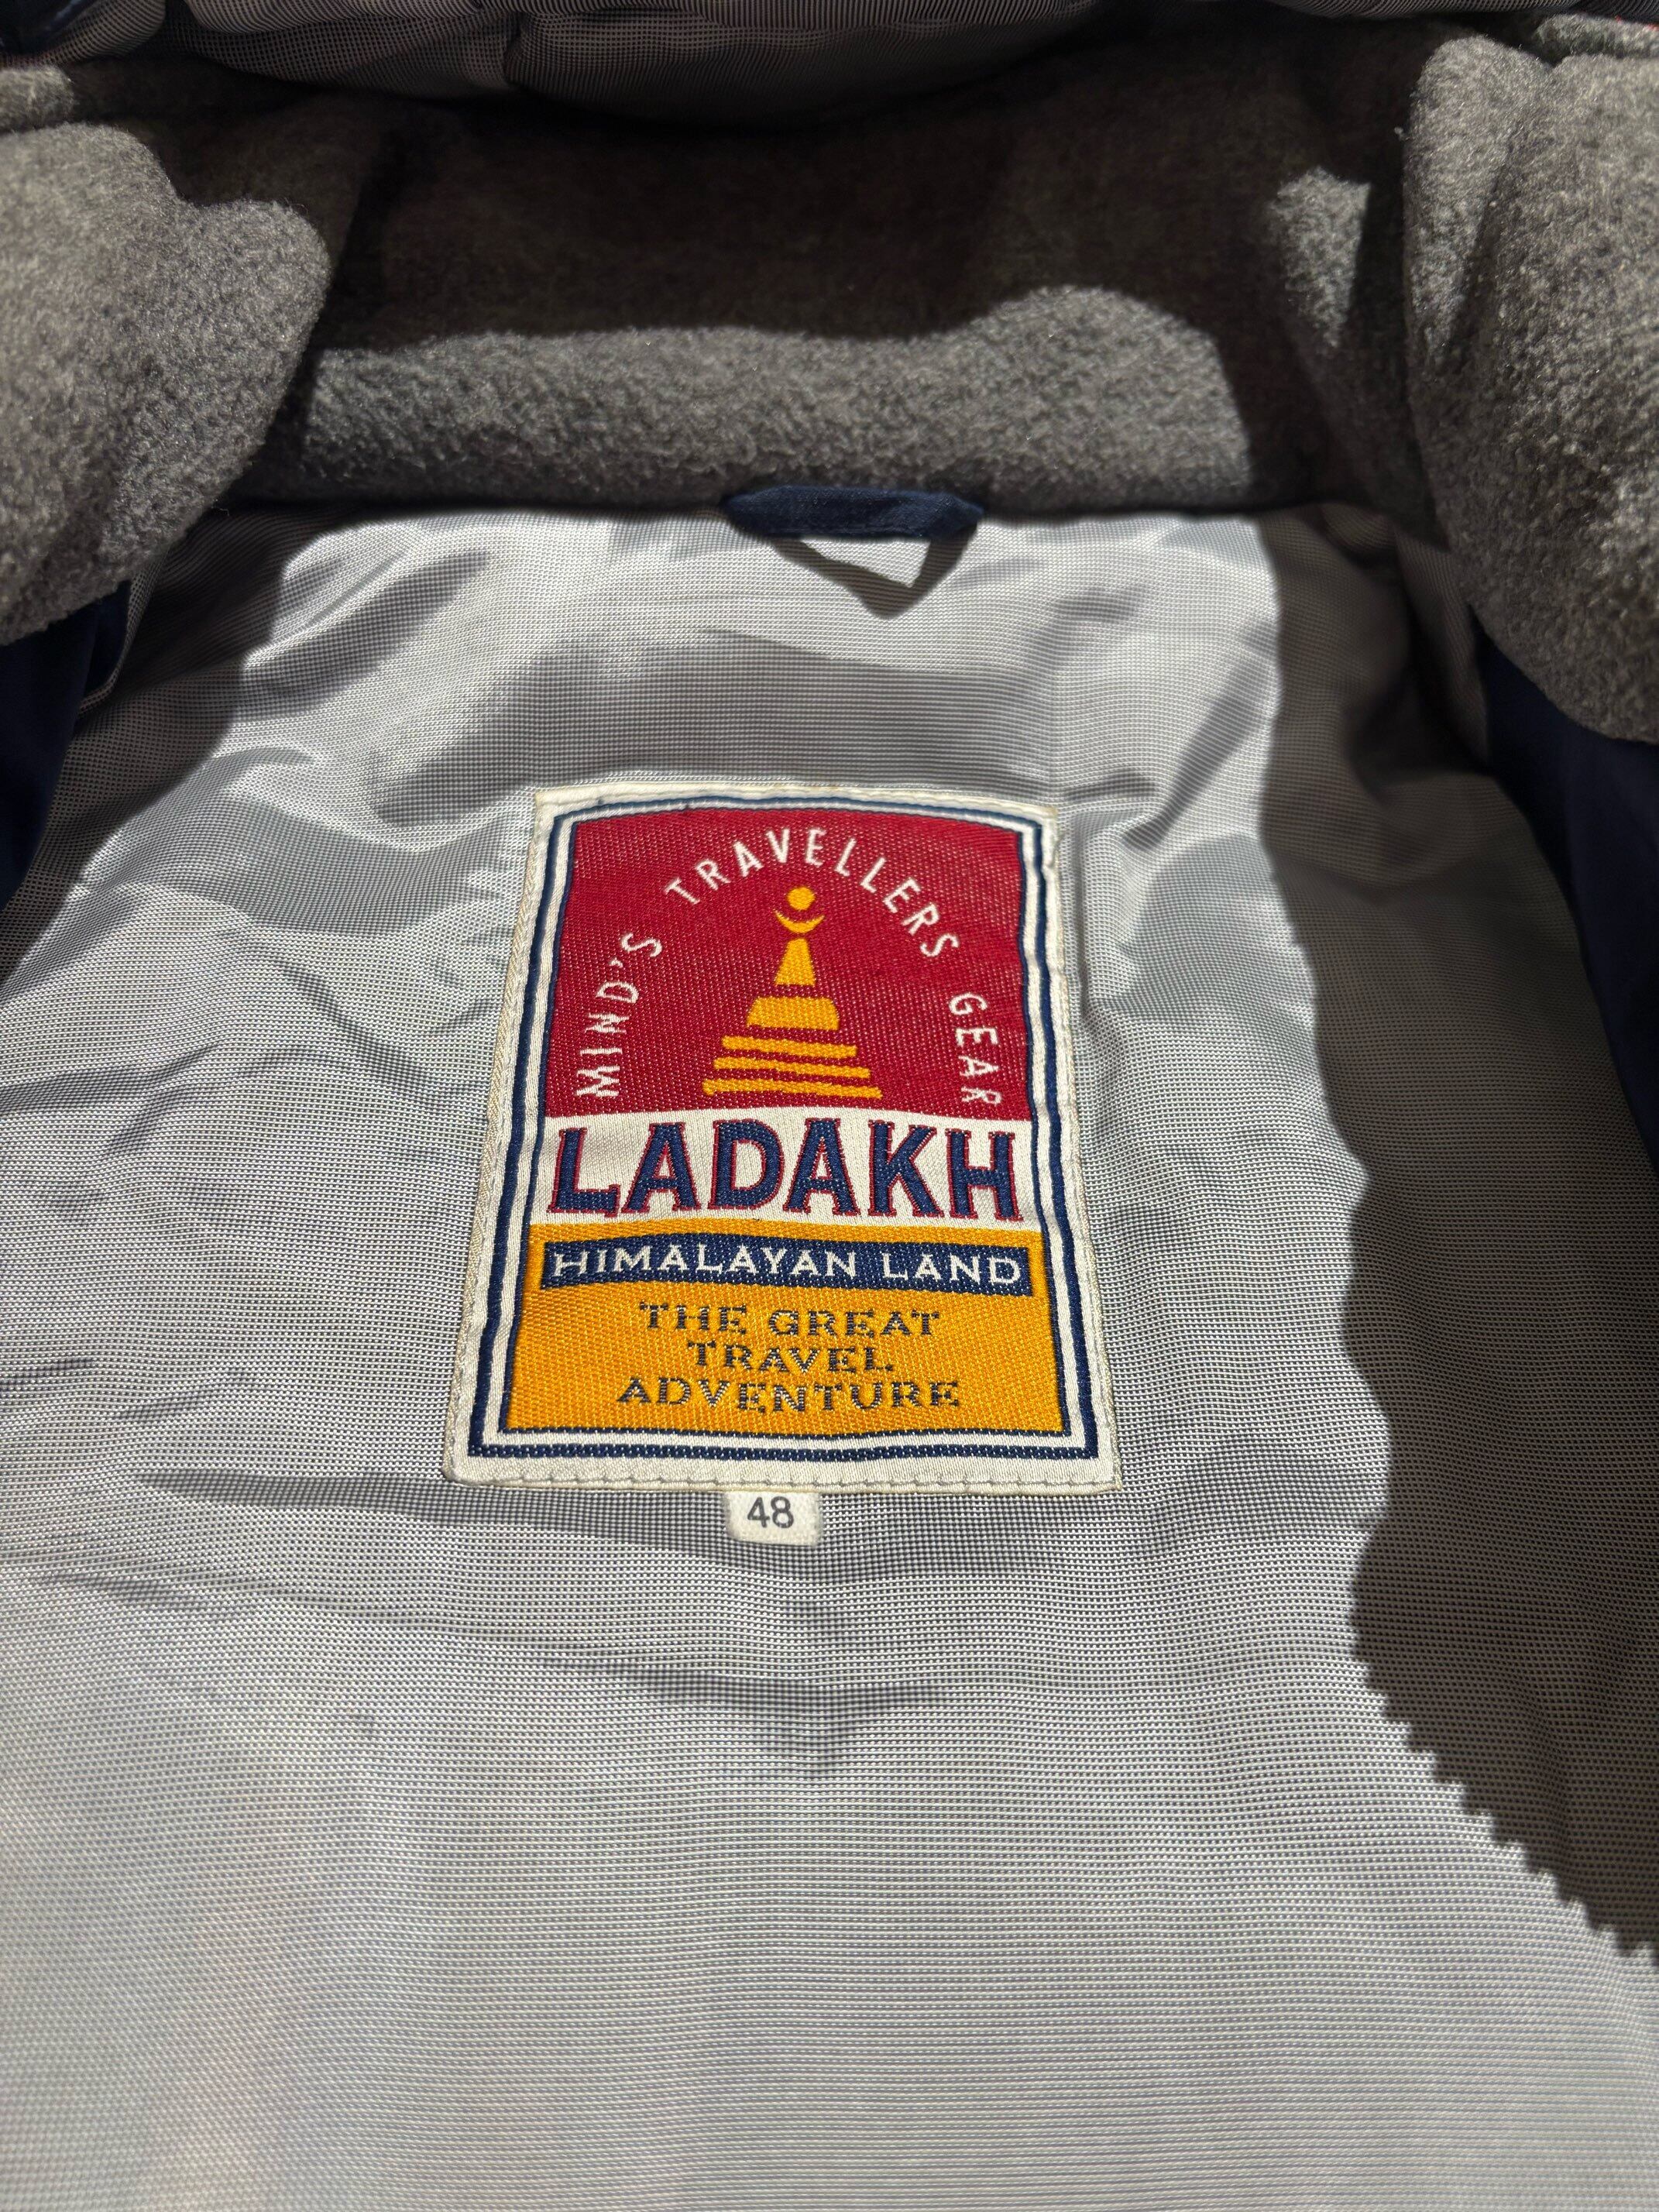 MIND'S TRAVELLERS GEAR
LADAKH
HIMALAYAN LAND
THE GREAT
TRAVEL
ADVENTURE
48